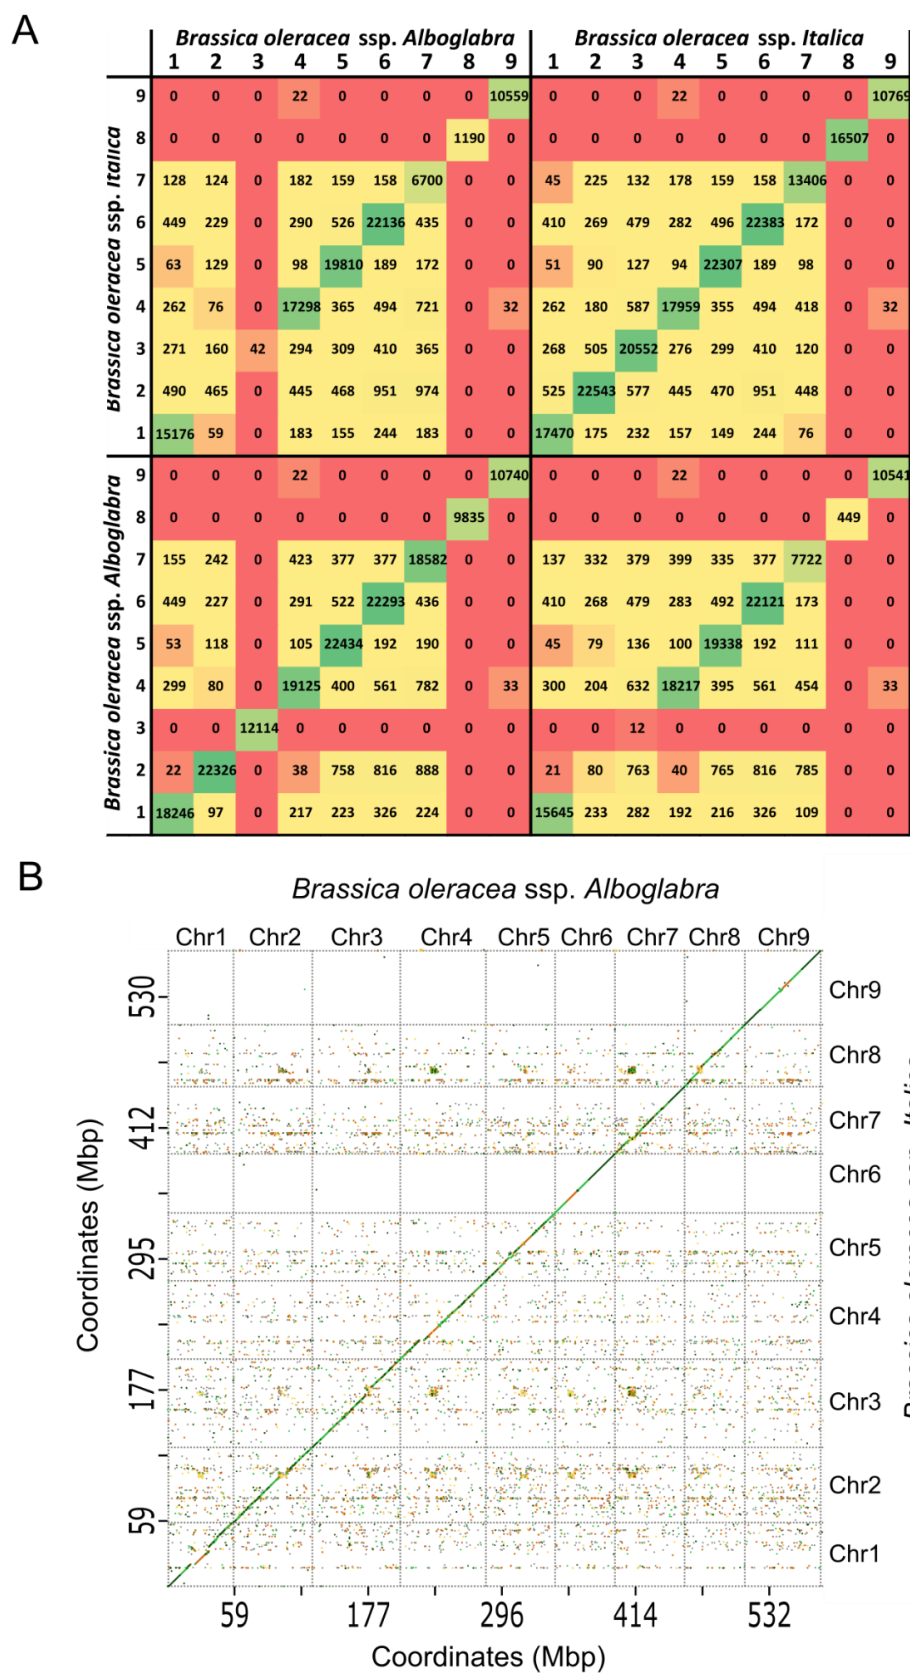 A
Brassica oleracea ssp. Alboglabra Brassica oleracea ssp. Italica
1 2 3 4 5 6 7 8 9 1 2 3 4 5 6 7 8 9
Brassica oleracea ssp. Italica
9 0 0 0 22 0 0 0 0 10559 0 0 0 22 0 0 0 0 10769
8 0 0 0 0 0 0 0 1190 0 0 0 0 0 0 0 0 16507 0
7 128 124 0 182 159 158 6700 0 0 45 225 132 178 159 158 13406 0 0
6 449 229 0 290 526 22136 435 0 0 410 269 479 282 496 22383 172 0 0
5 63 129 0 98 19810 189 172 0 0 51 90 127 94 22307 189 98 0 0
4 262 76 0 17298 365 494 721 0 32 262 180 587 17959 355 494 418 0 32
3 271 160 42 294 309 410 365 0 0 268 505 20552 276 299 410 120 0 0
2 490 465 0 445 468 951 974 0 0 525 22543 577 445 470 951 448 0 0
1 15176 59 0 183 155 244 183 0 0 17470 175 232 157 149 244 76 0 0
Brassica oleracea ssp. Alboglabra
9 0 0 0 22 0 0 0 0 10740 0 0 0 22 0 0 0 0 10541
8 0 0 0 0 0 0 0 9835 0 0 0 0 0 0 0 0 449 0
7 155 242 0 423 377 377 18582 0 0 137 332 379 399 335 377 7722 0 0
6 449 227 0 291 522 22293 436 0 0 410 268 479 283 492 22121 173 0 0
5 53 118 0 105 22434 192 190 0 0 45 79 136 100 19338 192 111 0 0
4 299 80 0 19125 400 561 782 0 33 300 204 632 18217 395 561 454 0 33
3 0 0 12114 0 0 0 0 0 0 0 0 12 0 0 0 0 0 0
2 22 22326 0 38 758 816 888 0 0 21 80 763 40 765 816 785 0 0
1 18246 97 0 217 223 326 224 0 0 15645 233 282 192 216 326 109 0 0
B
Brassica oleracea ssp. Alboglabra
Chr1 Chr2 Chr3 Chr4 Chr5 Chr6 Chr7 Chr8 Chr9
Coordinates (Mbp)
530
412
295
177
59
Chr9
Chr8
Chr7
Chr6
Chr5
Chr4
Chr3
Chr2
Chr1
59 177 296 414 532
Coordinates (Mbp)